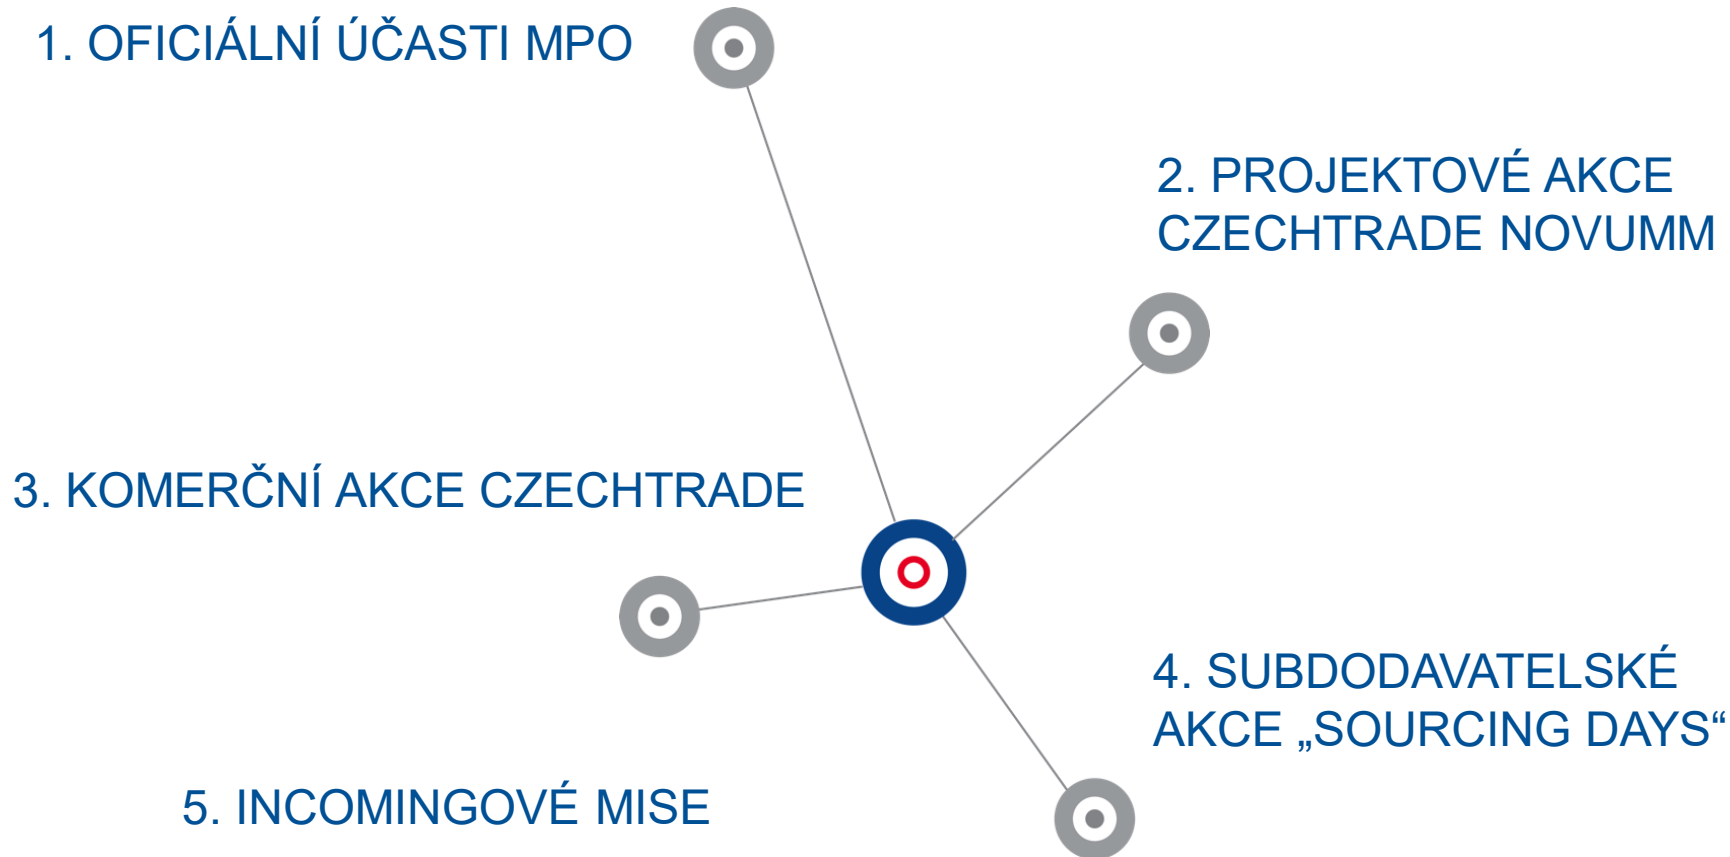 1. OFICIÁLNÍ ÚČASTI MPO
2. PROJEKTOVÉ AKCE
CZECHTRADE NOVUMM
3. KOMERČNÍ AKCE CZECHTRADE
4. SUBDODAVATELSKÉ
AKCE „SOURCING DAYS“
5. INCOMINGOVÉ MISE